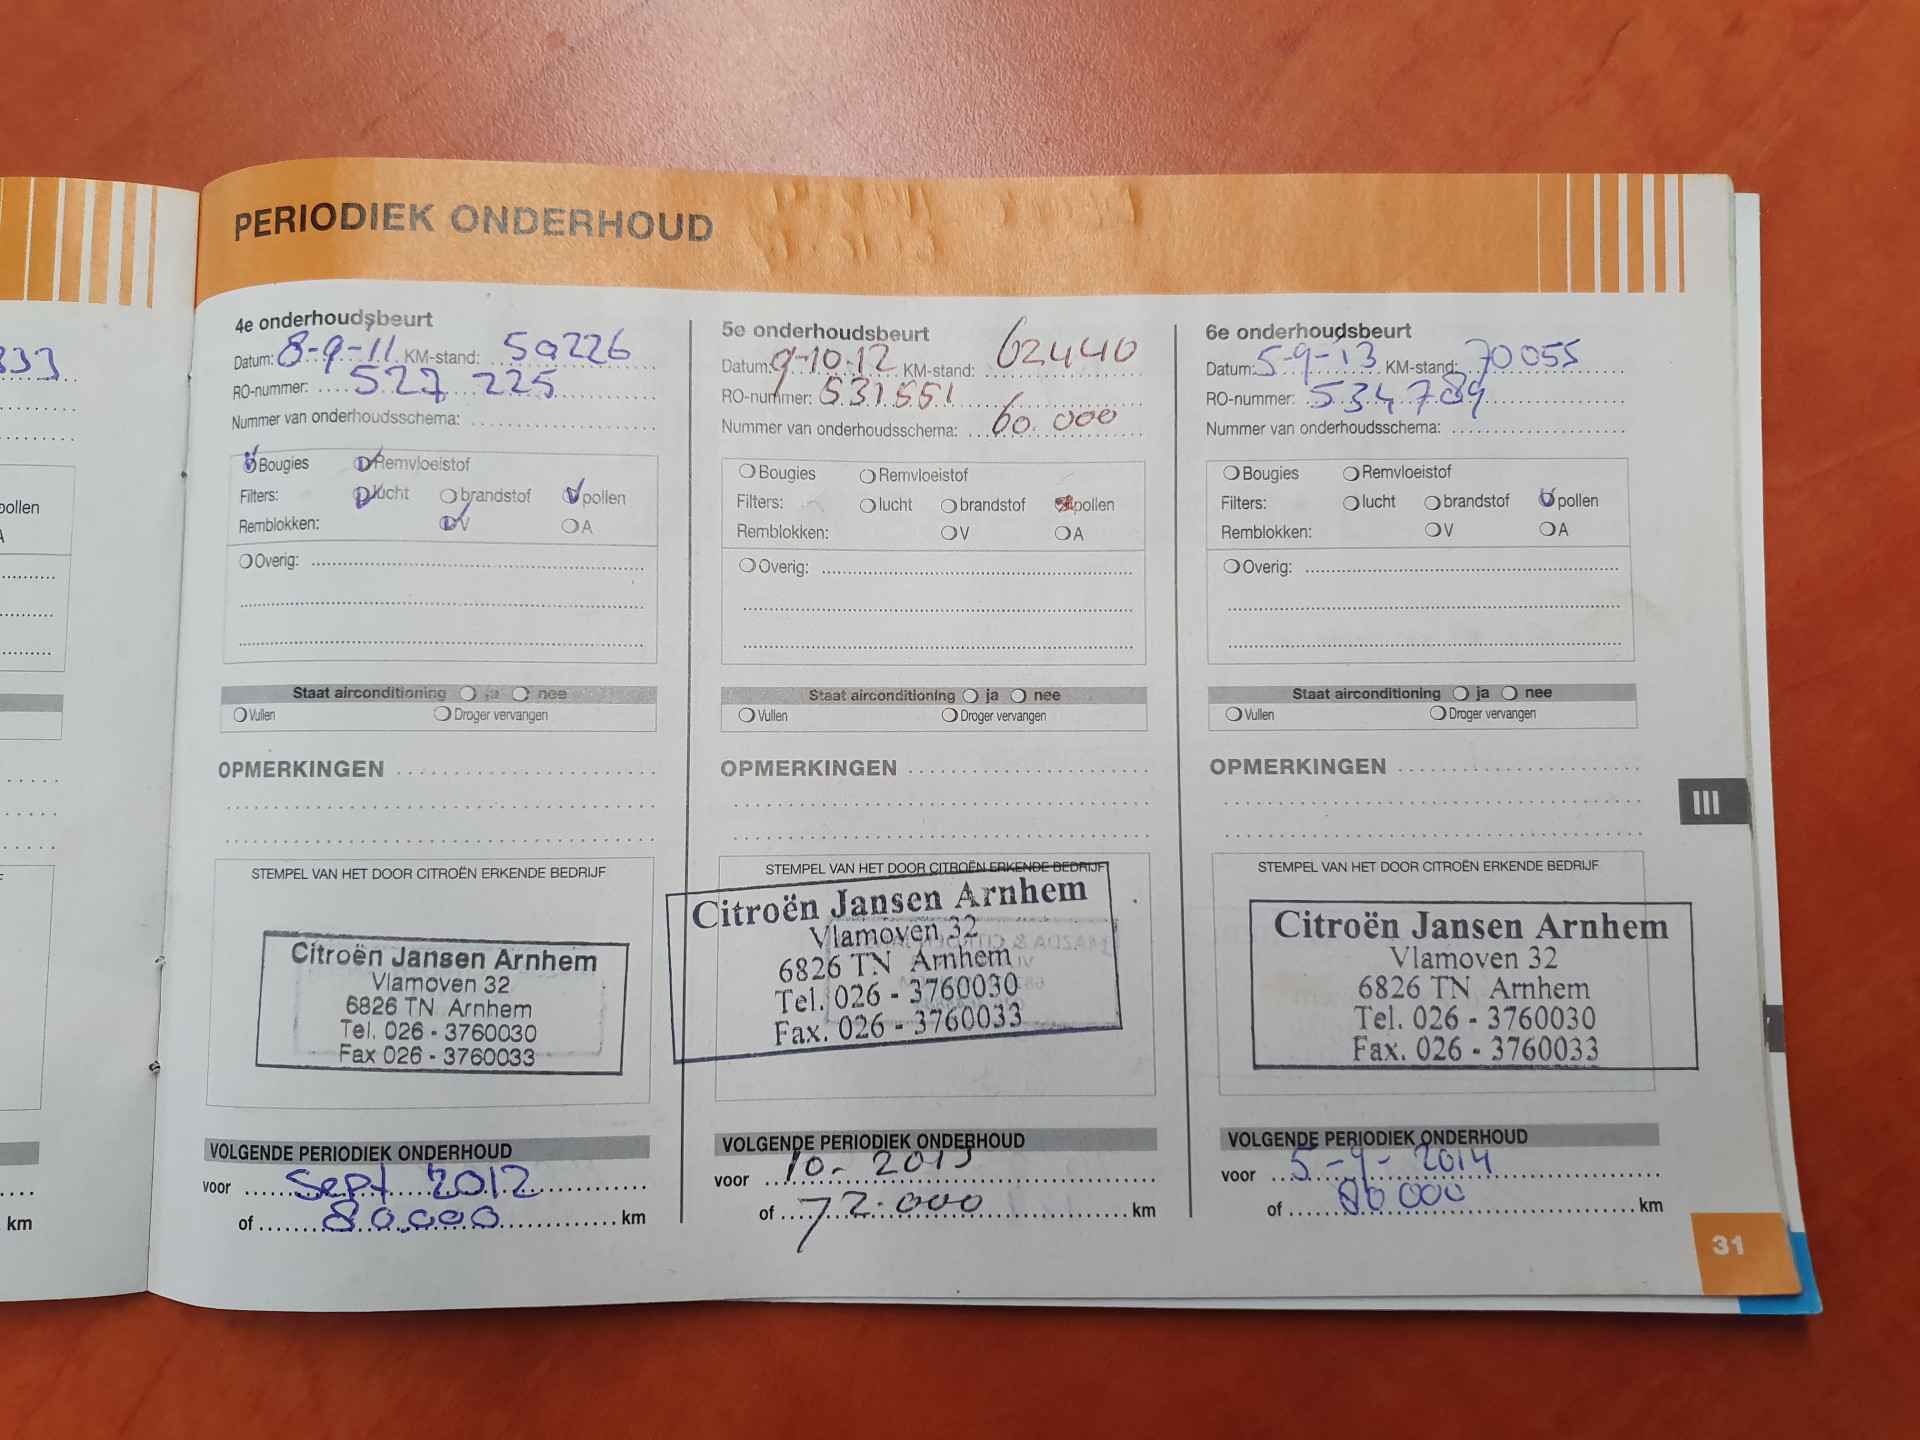 333
pollen
A
km
PERIODIEK ONDERHOUD
4e onderhoudsbeurt
Datum: 8-9-11 KM-stand: 50226
RO-nummer: 527 225
Nummer van onderhoudsschema:
Bougies Remvloeistof
Filters: lucht brandstof pollen
Remblokken: V A
Overig:
Staat airconditioning ja nee
Vullen Droger vervangen
OPMERKINGEN
STEMPEL VAN HET DOOR CITROËN ERKENDE BEDRIJF
Citroën Jansen Arnhem
Vlamoven 32
6826 TN Arnhem
Tel. 026 - 3760030
Fax 026 - 3760033
VOLGENDE PERIODIEK ONDERHOUD
voor Sept 2012
of 80.000 km
5e onderhoudsbeurt
Datum: 9-10-12 KM-stand: 62440
RO-nummer: 531551
Nummer van onderhoudsschema: 60.000
Bougies Remvloeistof
Filters: lucht brandstof pollen
Remblokken: V A
Overig:
Staat airconditioning ja nee
Vullen Droger vervangen
OPMERKINGEN
STEMPEL VAN HET DOOR CITROËN ERKENDE BEDRIJF
Citroën Jansen Arnhem
Vlamoven 32
6826 TN Arnhem
Tel. 026 - 3760030
Fax. 026 - 3760033
VOLGENDE PERIODIEK ONDERHOUD
voor 10-2013
of 72.000 km
6e onderhoudsbeurt
Datum: 5-9-13 KM-stand: 70055
RO-nummer: 534789
Nummer van onderhoudsschema:
Bougies Remvloeistof
Filters: lucht brandstof pollen
Remblokken: V A
Overig:
Staat airconditioning ja nee
Vullen Droger vervangen
OPMERKINGEN
STEMPEL VAN HET DOOR CITROËN ERKENDE BEDRIJF
Citroën Jansen Arnhem
Vlamoven 32
6826 TN Arnhem
Tel. 026 - 3760030
Fax. 026 - 3760033
VOLGENDE PERIODIEK ONDERHOUD
voor 5-9-2014
of 80000 km
III
31